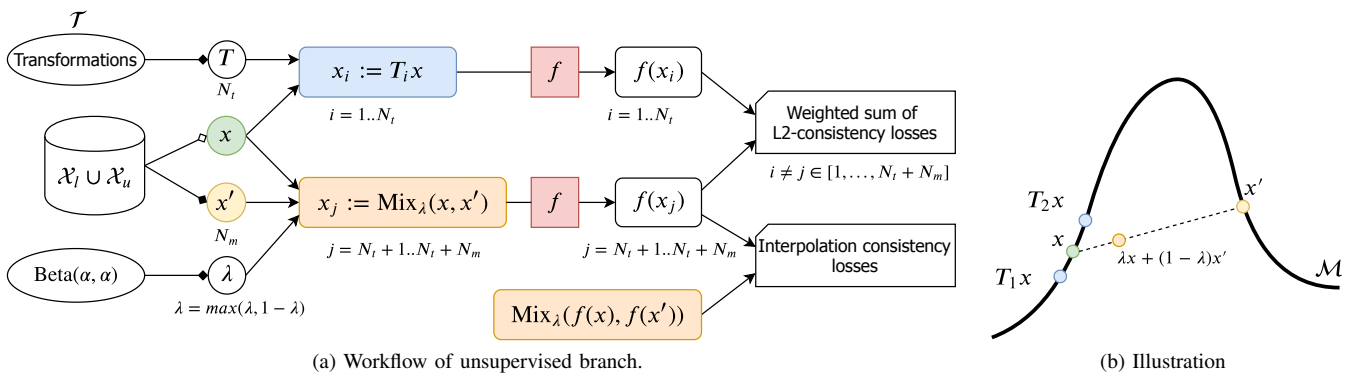 𝒯
Transformations
T
N_t
x_i := T_i x
i = 1..N_t
f
f(x_i)
i = 1..N_t
Weighted sum of
L2-consistency losses
i ≠ j ∈ [1, …, N_t + N_m]
𝒳_l ∪ 𝒳_u
x
x′
N_m
x_j := Mix_λ(x, x′)
j = N_t + 1..N_t + N_m
f
f(x_j)
j = N_t + 1..N_t + N_m
Interpolation consistency
losses
Beta(α, α)
λ
λ = max(λ, 1 − λ)
Mix_λ(f(x), f(x′))
(a) Workflow of unsupervised branch.
x′
T_2 x
x
λx + (1 − λ)x′
T_1 x
ℳ
(b) Illustration